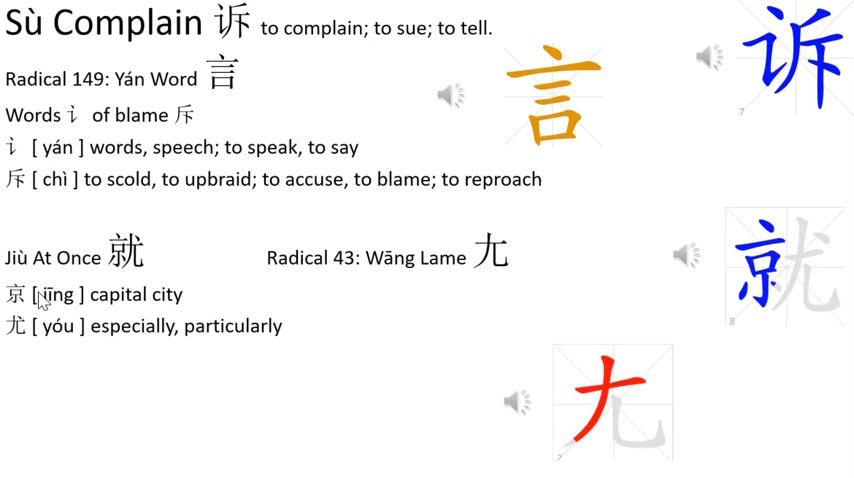 Sù Complain 诉 to complain; to sue; to tell.
Radical 149: Yán Word 言
Words 讠 of blame 斥
讠 [ yán ] words, speech; to speak, to say
斥 [ chì ] to scold, to upbraid; to accuse, to blame; to reproach
言
诉
7
Jiù At Once 就
Radical 43: Wāng Lame 尢
京 [ jīng ] capital city
尤 [ yóu ] especially, particularly
就
8
尢
2